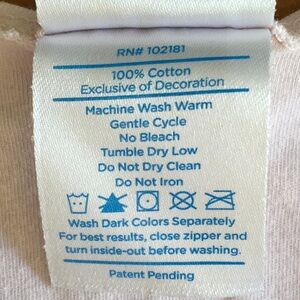 RN# 102181
100% Cotton
Exclusive of Decoration
Machine Wash Warm
Gentle Cycle
No Bleach
Tumble Dry Low
Do Not Dry Clean
Do Not Iron
Wash Dark Colors Separately
For best results, close zipper and
turn inside-out before washing.
Patent Pending